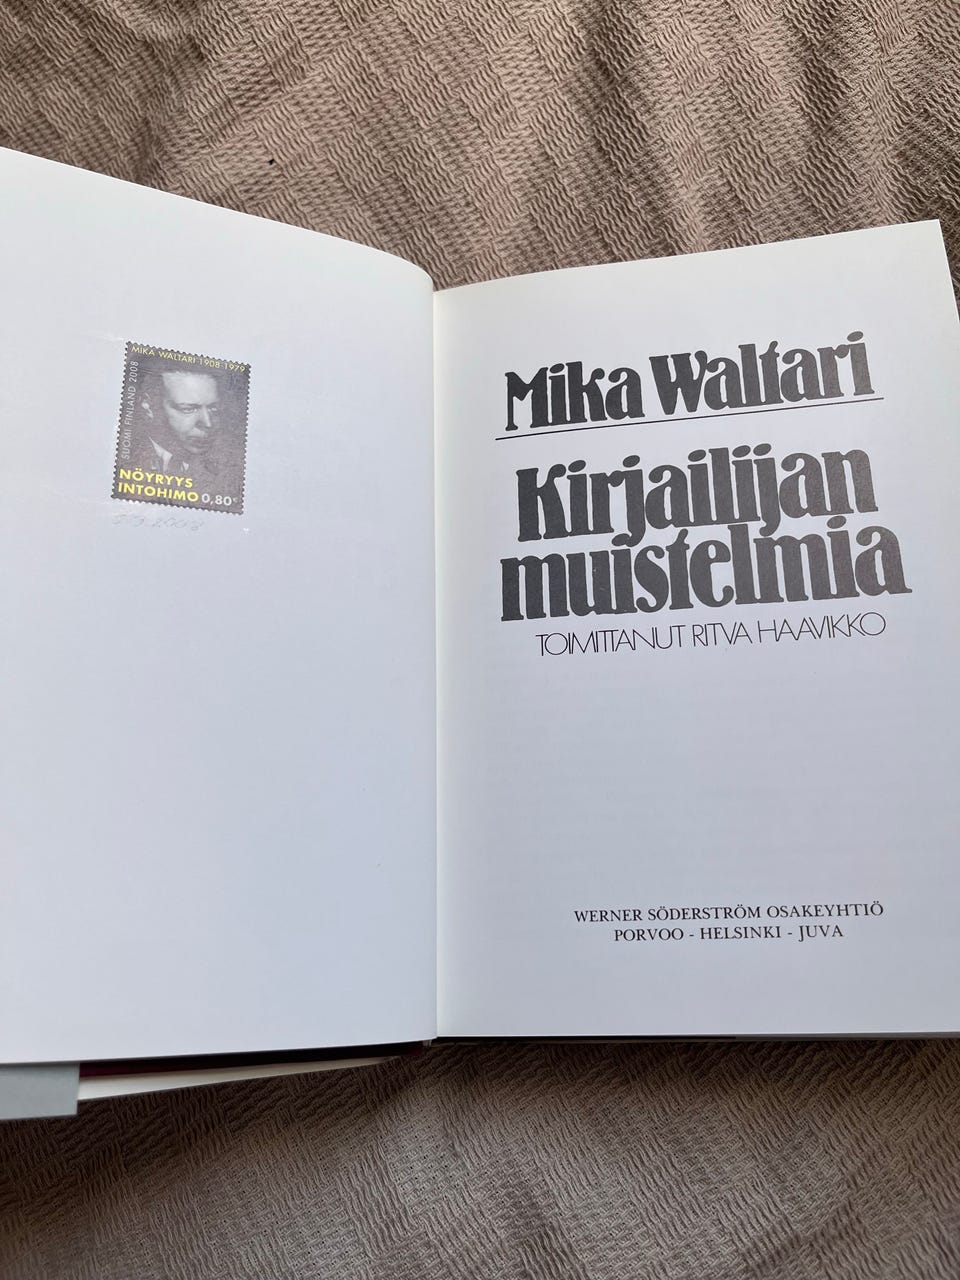 MIKA WALTARI 1908-1979
SUOMI FINLAND 2008
NÖYRYYS
INTOHIMO 0,80€
Mika Waltari
Kirjailijan
muistelmia
TOIMITTANUT RITVA HAAVIKKO
WERNER SÖDERSTRÖM OSAKEYHTIÖ
PORVOO - HELSINKI - JUVA